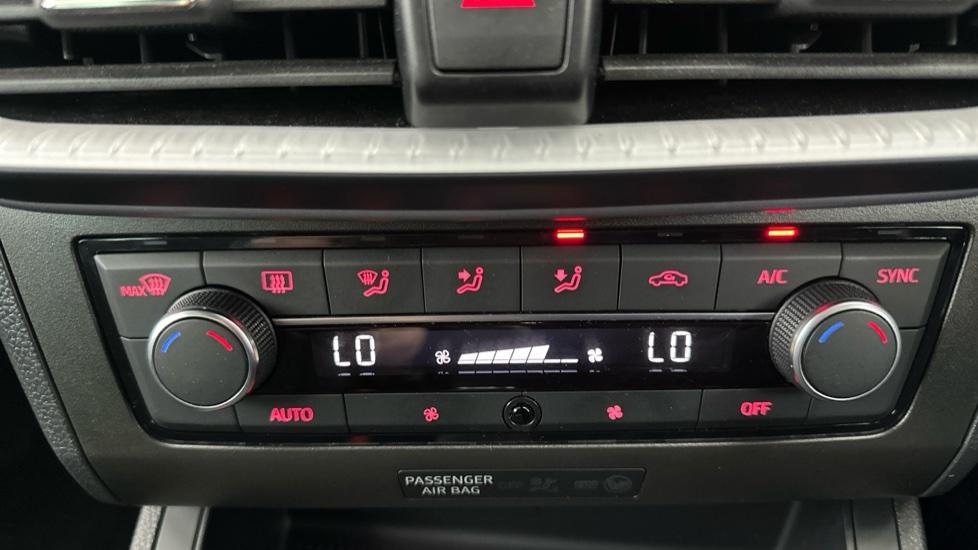 MAX
A/C
SYNC
LO
LO
AUTO
OFF
PASSENGER
AIR BAG